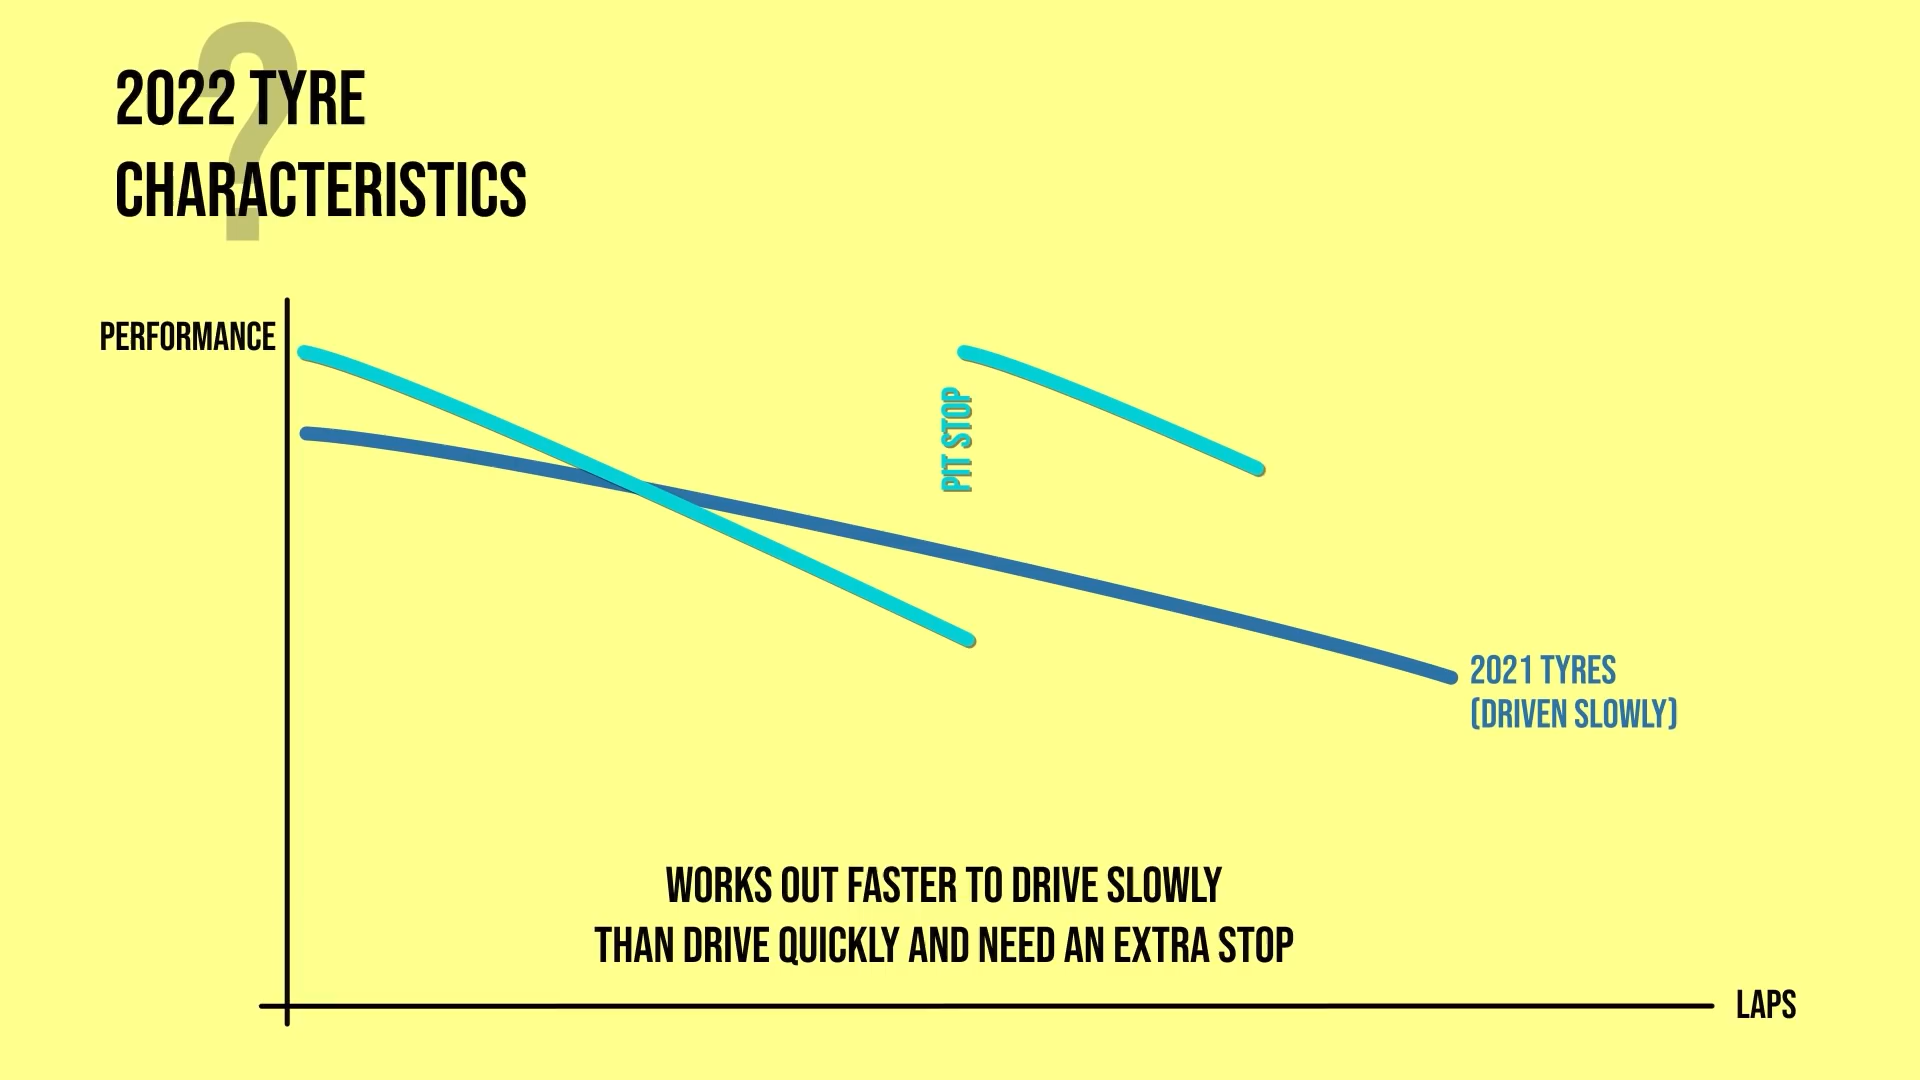 ?
2022 TYRE
CHARACTERISTICS
PERFORMANCE
PIT STOP
2021 TYRES
(DRIVEN SLOWLY)
WORKS OUT FASTER TO DRIVE SLOWLY
THAN DRIVE QUICKLY AND NEED AN EXTRA STOP
LAPS